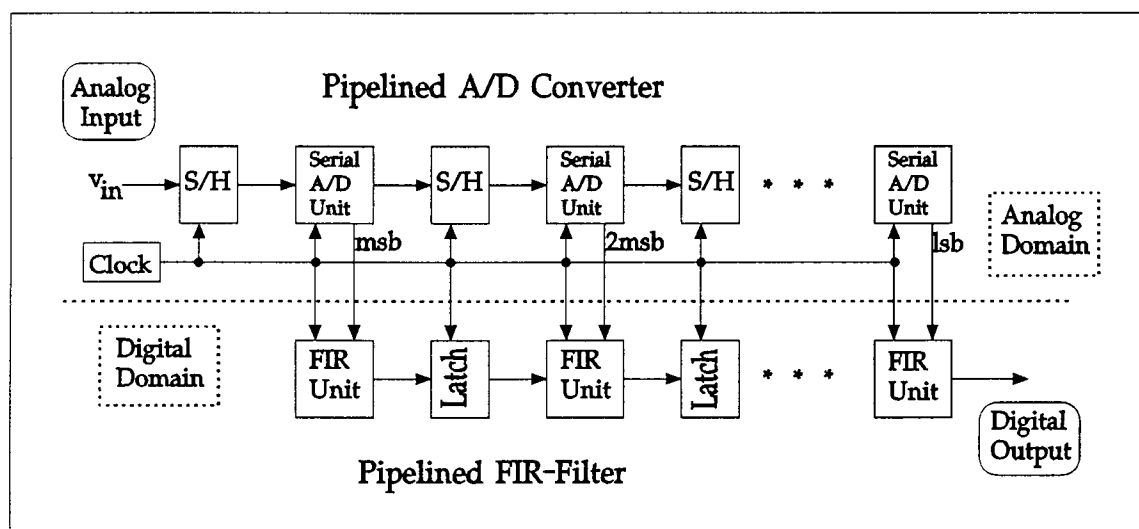 Analog
Input
Pipelined A/D Converter
v_in
S/H
Serial
A/D
Unit
S/H
Serial
A/D
Unit
S/H
* * *
Serial
A/D
Unit
msb
2msb
lsb
Analog
Domain
Clock
Digital
Domain
FIR
Unit
Latch
FIR
Unit
Latch
* * *
FIR
Unit
Digital
Output
Pipelined FIR-Filter